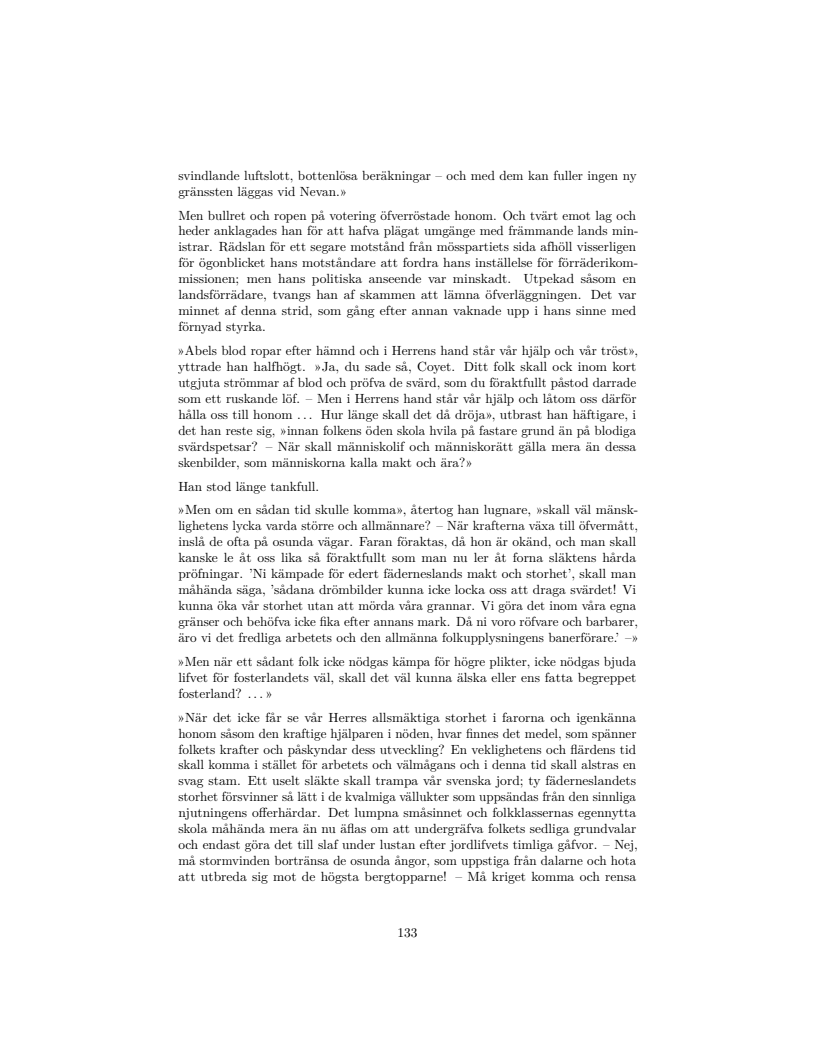 svindlande luftslott, bottenlösa beräkningar – och med dem kan fuller ingen ny
gränssten läggas vid Nevan.»
Men bullret och ropen på votering öfverröstade honom. Och tvärt emot lag och
heder anklagades han för att hafva plägat umgänge med främmande lands min-
istrar. Rädslan för ett segare motstånd från mösspartiets sida afhöll visserligen
för ögonblicket hans motståndare att fordra hans inställelse för förräderikom-
missionen; men hans politiska anseende var minskadt. Utpekad såsom en
landsförrädare, tvangs han af skammen att lämna öfverläggningen. Det var
minnet af denna strid, som gång efter annan vaknade upp i hans sinne med
förnyad styrka.
»Abels blod ropar efter hämnd och i Herrens hand står vår hjälp och vår tröst»,
yttrade han halfhögt. »Ja, du sade så, Coyet. Ditt folk skall ock inom kort
utgjuta strömmar af blod och pröfva de svärd, som du föraktfullt påstod darrade
som ett ruskande löf. – Men i Herrens hand står vår hjälp och låtom oss därför
hålla oss till honom ... Hur länge skall det då dröja», utbrast han häftigare, i
det han reste sig, »innan folkens öden skola hvila på fastare grund än på blodiga
svärdspetsar? – När skall människolif och människorätt gälla mera än dessa
skenbilder, som människorna kalla makt och ära?»
Han stod länge tankfull.
»Men om en sådan tid skulle komma», återtog han lugnare, »skall väl mänsk-
lighetens lycka varda större och allmännare? – När krafterna växa till öfvermått,
inslå de ofta på osunda vägar. Faran föraktas, då hon är okänd, och man skall
kanske le åt oss lika så föraktfullt som man nu ler åt forna släktens hårda
pröfningar. 'Ni kämpade för edert fäderneslands makt och storhet', skall man
måhända säga, 'sådana drömbilder kunna icke locka oss att draga svärdet! Vi
kunna öka vår storhet utan att mörda våra grannar. Vi göra det inom våra egna
gränser och behöfva icke fika efter annans mark. Då ni voro röfvare och barbarer,
äro vi det fredliga arbetets och den allmänna folkupplysningens banerförare.' –»
»Men när ett sådant folk icke nödgas kämpa för högre plikter, icke nödgas bjuda
lifvet för fosterlandets väl, skall det väl kunna älska eller ens fatta begreppet
fosterland? ...»
»När det icke får se vår Herres allsmäktiga storhet i farorna och igenkänna
honom såsom den kraftige hjälparen i nöden, hvar finnes det medel, som spänner
folkets krafter och påskyndar dess utveckling? En veklighetens och flärdens tid
skall komma i stället för arbetets och välmågans och i denna tid skall alstras en
svag stam. Ett uselt släkte skall trampa vår svenska jord; ty fäderneslandets
storhet försvinner så lätt i de kvalmiga vällukter som uppsändas från den sinnliga
njutningens offerhärdar. Det lumpna småsinnet och folkklassernas egennytta
skola måhända mera än nu äflas om att undergräfva folkets sedliga grundvalar
och endast göra det till slaf under lustan efter jordlifvets timliga gåfvor. – Nej,
må stormvinden bortränsa de osunda ångor, som uppstiga från dalarne och hota
att utbreda sig mot de högsta bergtopparne! – Må kriget komma och rensa
133